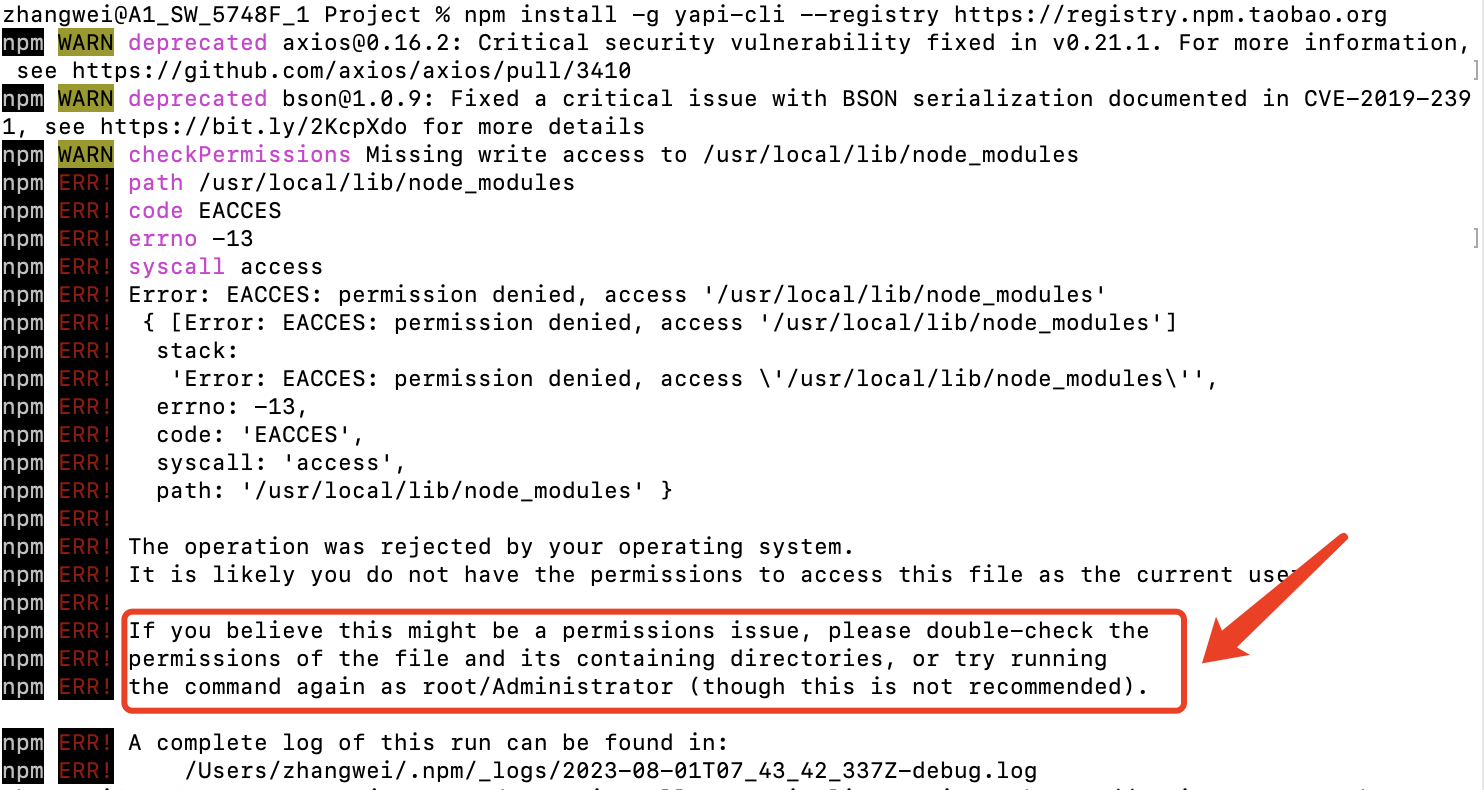 zhangwei@A1_SW_5748F_1 Project % npm install -g yapi-cli --registry https://registry.npm.taobao.org
npm WARN deprecated axios@0.16.2: Critical security vulnerability fixed in v0.21.1. For more information,
 see https://github.com/axios/axios/pull/3410 ]
npm WARN deprecated bson@1.0.9: Fixed a critical issue with BSON serialization documented in CVE-2019-239
1, see https://bit.ly/2KcpXdo for more details
npm WARN checkPermissions Missing write access to /usr/local/lib/node_modules
npm ERR! path /usr/local/lib/node_modules
npm ERR! code EACCES
npm ERR! errno -13 ]
npm ERR! syscall access
npm ERR! Error: EACCES: permission denied, access '/usr/local/lib/node_modules'
npm ERR!  { [Error: EACCES: permission denied, access '/usr/local/lib/node_modules']
npm ERR!   stack:
npm ERR!    'Error: EACCES: permission denied, access \'/usr/local/lib/node_modules\'',
npm ERR!   errno: -13,
npm ERR!   code: 'EACCES',
npm ERR!   syscall: 'access',
npm ERR!   path: '/usr/local/lib/node_modules' }
npm ERR!
npm ERR! The operation was rejected by your operating system.
npm ERR! It is likely you do not have the permissions to access this file as the current user
npm ERR!
npm ERR! If you believe this might be a permissions issue, please double-check the
npm ERR! permissions of the file and its containing directories, or try running
npm ERR! the command again as root/Administrator (though this is not recommended).
npm ERR! A complete log of this run can be found in:
npm ERR!     /Users/zhangwei/.npm/_logs/2023-08-01T07_43_42_337Z-debug.log